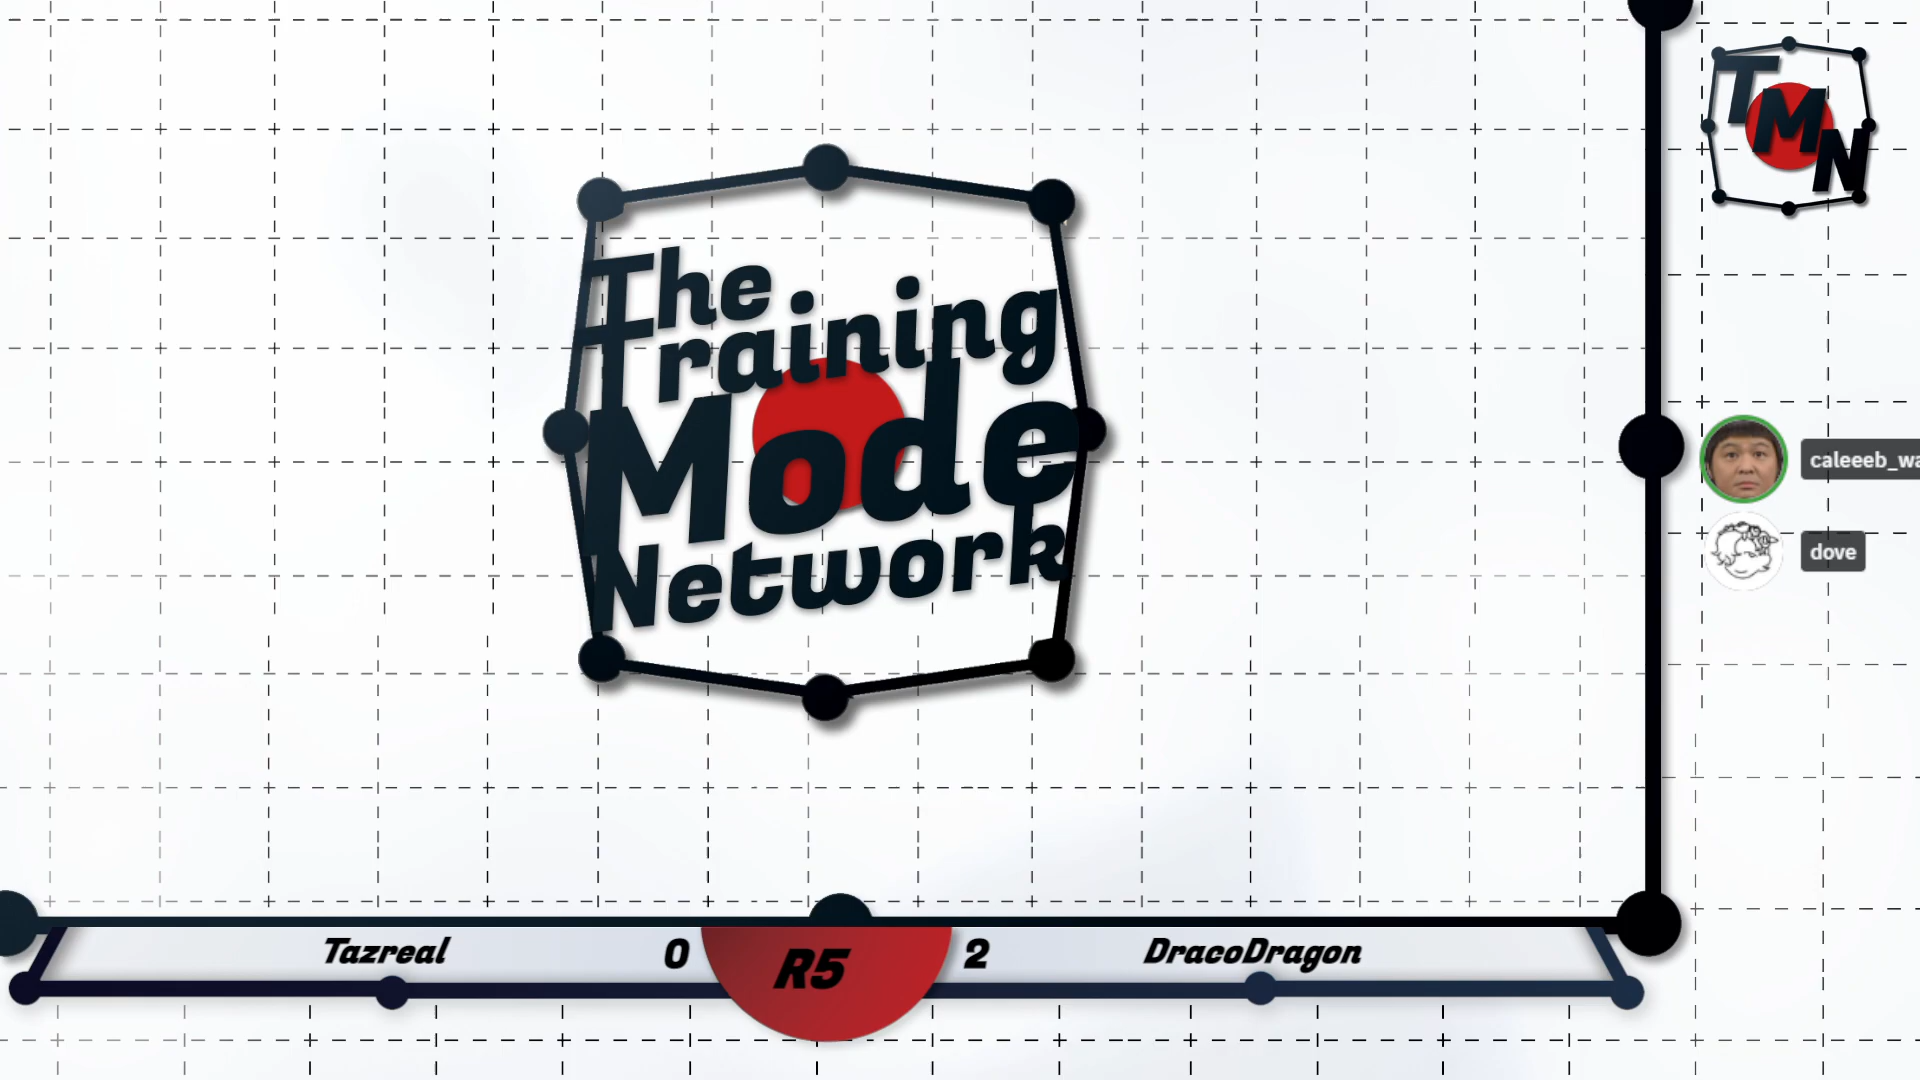 TMN
The
Training
Mode
Network
caleeeb_wa
dove
Tazreal 0 R5 2 DracoDragon